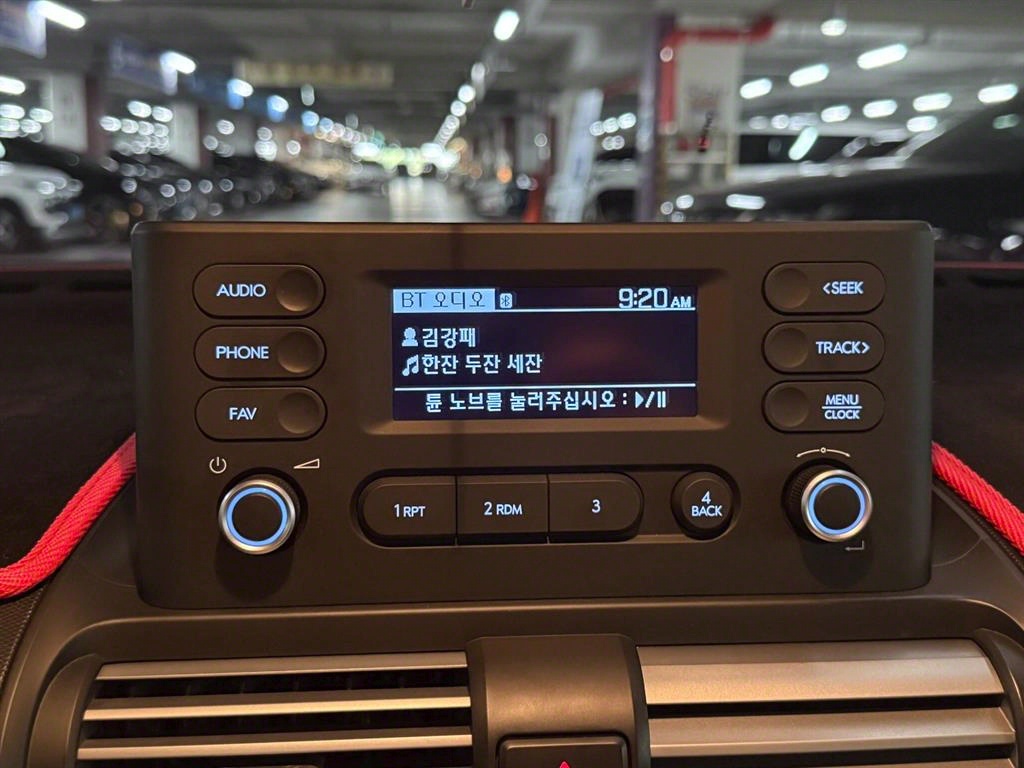 AUDIO
PHONE
FAV
BT 오디오 9:20 AM
김강패
한잔 두잔 세잔
튠 노브를 눌러주십시오 :
<SEEK
TRACK>
MENU
CLOCK
1 RPT
2 RDM
3
4
BACK